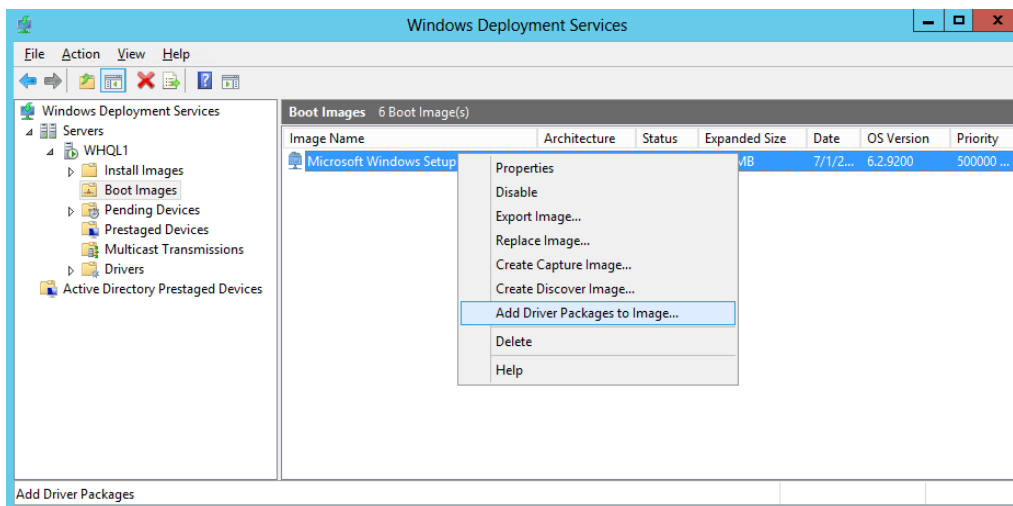 Windows Deployment Services
File Action View Help
Windows Deployment Services
Servers
WHQL1
Install Images
Boot Images
Pending Devices
Prestaged Devices
Multicast Transmissions
Drivers
Active Directory Prestaged Devices
Boot Images 6 Boot Image(s)
Image Name Architecture Status Expanded Size Date OS Version Priority
Microsoft Windows Setup MB 7/1/2... 6.2.9200 500000 ...
Properties
Disable
Export Image...
Replace Image...
Create Capture Image...
Create Discover Image...
Add Driver Packages to Image...
Delete
Help
Add Driver Packages